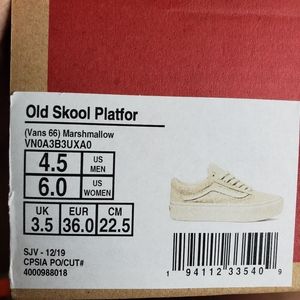 Old Skool Platfor
(Vans 66) Marshmallow
VN0A3B3UXA0
4.5 US MEN
6.0 US WOMEN
UK EUR CM
3.5 36.0 22.5
SJV - 12/19
CPSIA PO/CUT#
4000988018
1 94112 33540 9